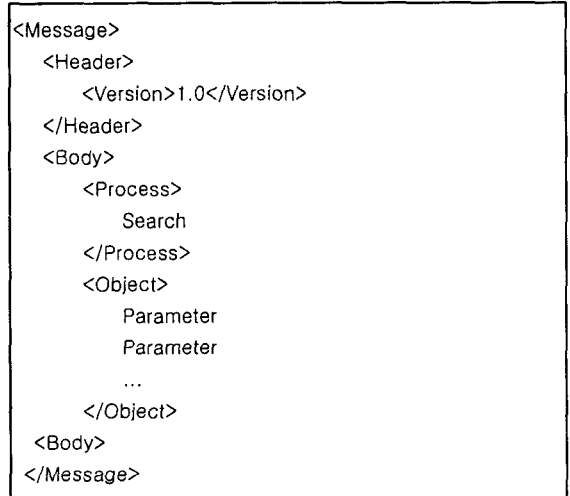 <Message>
<Header>
<Version>1.0</Version>
</Header>
<Body>
<Process>
Search
</Process>
<Object>
Parameter
Parameter
...
</Object>
<Body>
</Message>